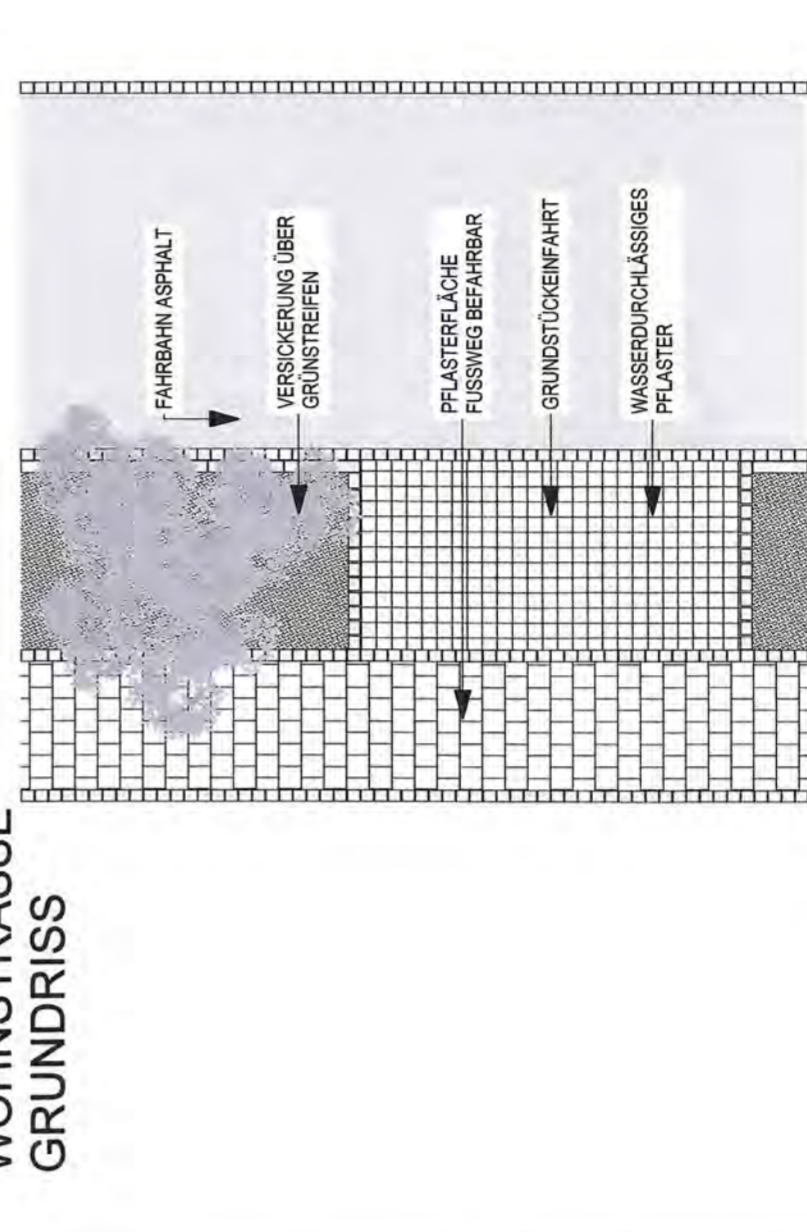 GRUNDRISS
FAHRBAHN ASPHALT
VERSICKERUNG ÜBER
GRÜNSTREIFEN
PFLASTERFLÄCHE
FUSSWEG BEFAHRBAR
GRUNDSTÜCKEINFAHRT
WASSERDURCHLÄSSIGES
PFLASTER